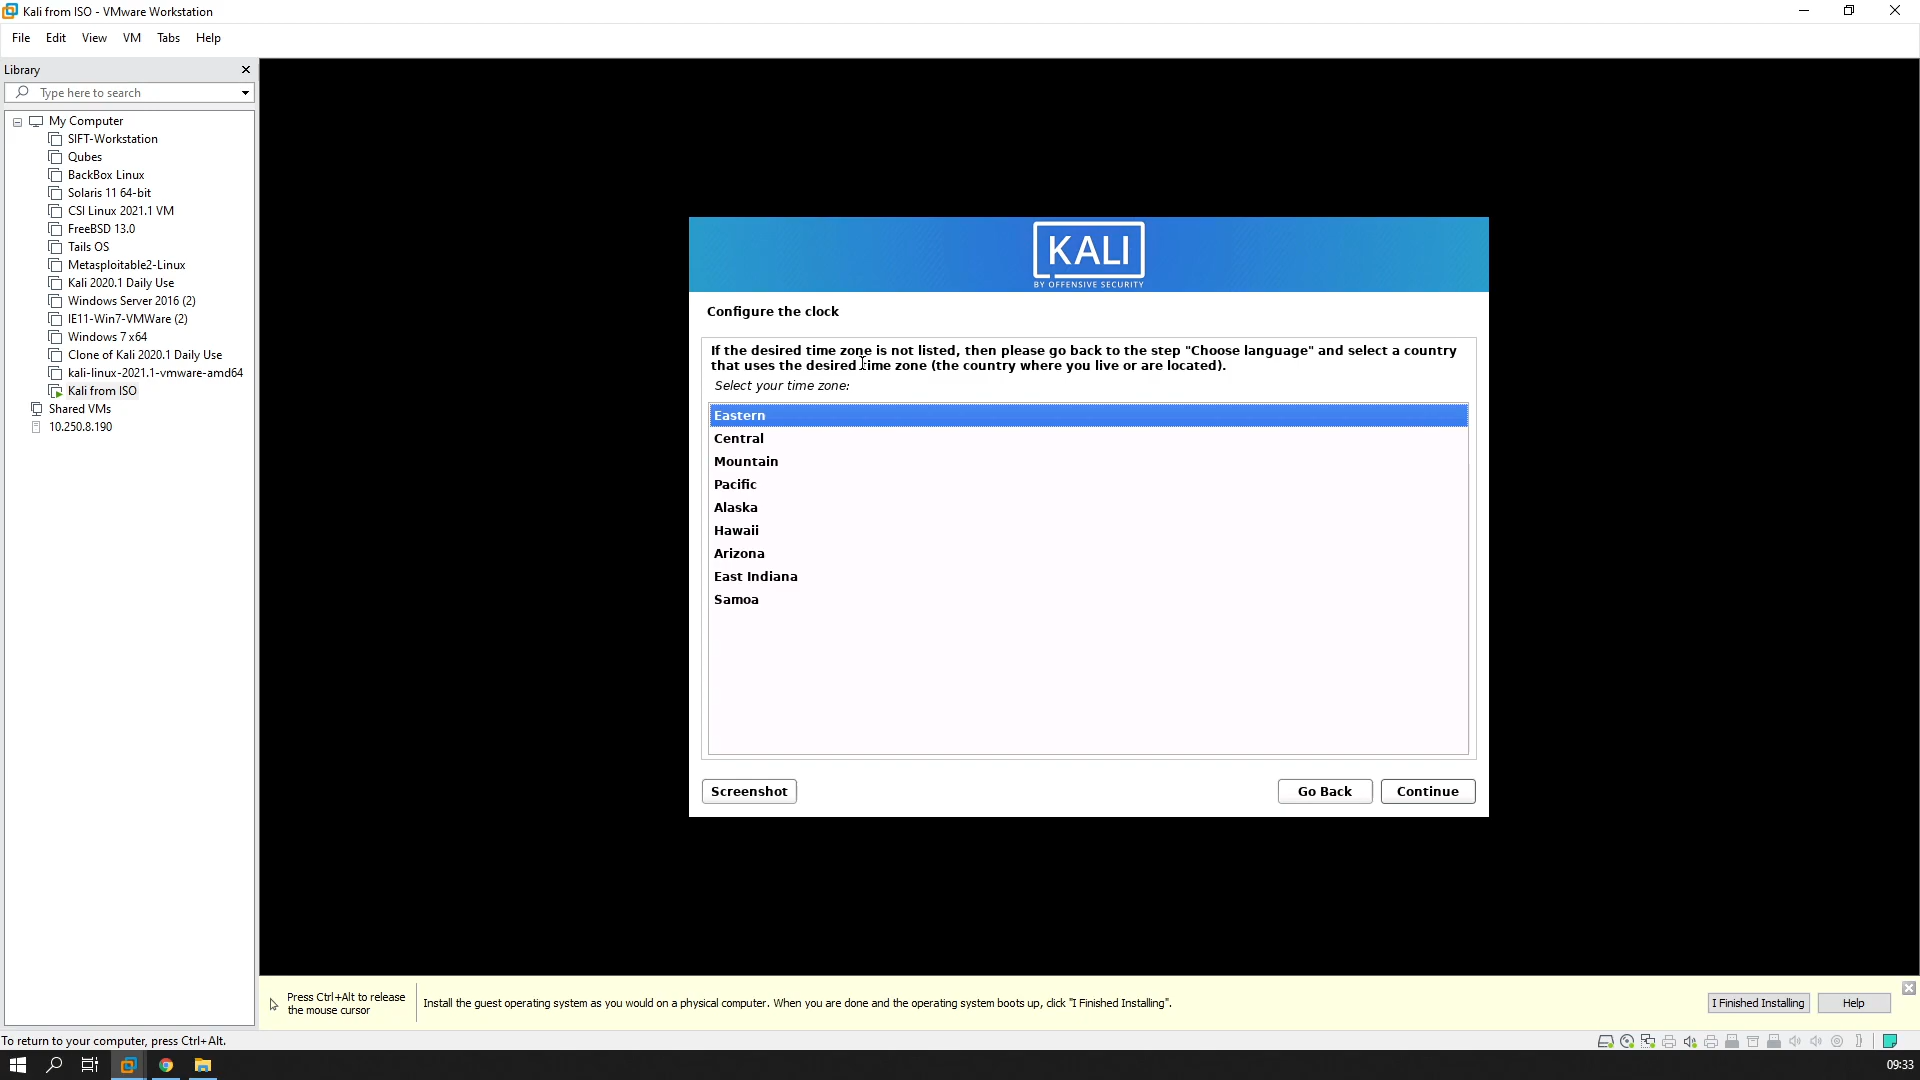 Kali from ISO - VMware Workstation
File Edit View VM Tabs Help
Library
Type here to search
My Computer
SIFT-Workstation
Qubes
BackBox Linux
Solaris 11 64-bit
CSI Linux 2021.1 VM
FreeBSD 13.0
Tails OS
Metasploitable2-Linux
Kali 2020.1 Daily Use
Windows Server 2016 (2)
IE11-Win7-VMWare (2)
Windows 7 x64
Clone of Kali 2020.1 Daily Use
kali-linux-2021.1-vmware-amd64
Kali from ISO
Shared VMs
10.250.8.190
KALI
BY OFFENSIVE SECURITY
Configure the clock
If the desired time zone is not listed, then please go back to the step "Choose language" and select a country
that uses the desired time zone (the country where you live or are located).
Select your time zone:
Eastern
Central
Mountain
Pacific
Alaska
Hawaii
Arizona
East Indiana
Samoa
Screenshot Go Back Continue
Press Ctrl+Alt to release
the mouse cursor
Install the guest operating system as you would on a physical computer. When you are done and the operating system boots up, click "I Finished Installing".
I Finished Installing Help
To return to your computer, press Ctrl+Alt.
09:33